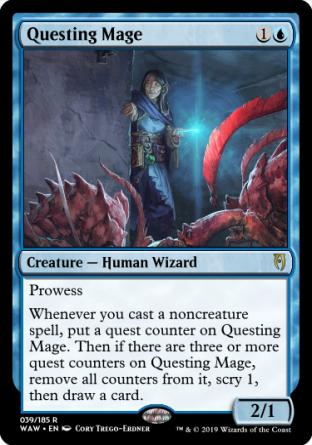 Questing Mage 1
Creature — Human Wizard
Prowess
Whenever you cast a noncreature
spell, put a quest counter on Questing
Mage. Then if there are three or more
quest counters on Questing Mage,
remove all counters from it, scry 1,
then draw a card.
2/1
039/185 R
WAW • EN CORY TREGO-ERDNER
™ & © 2019 Wizards of the Coast